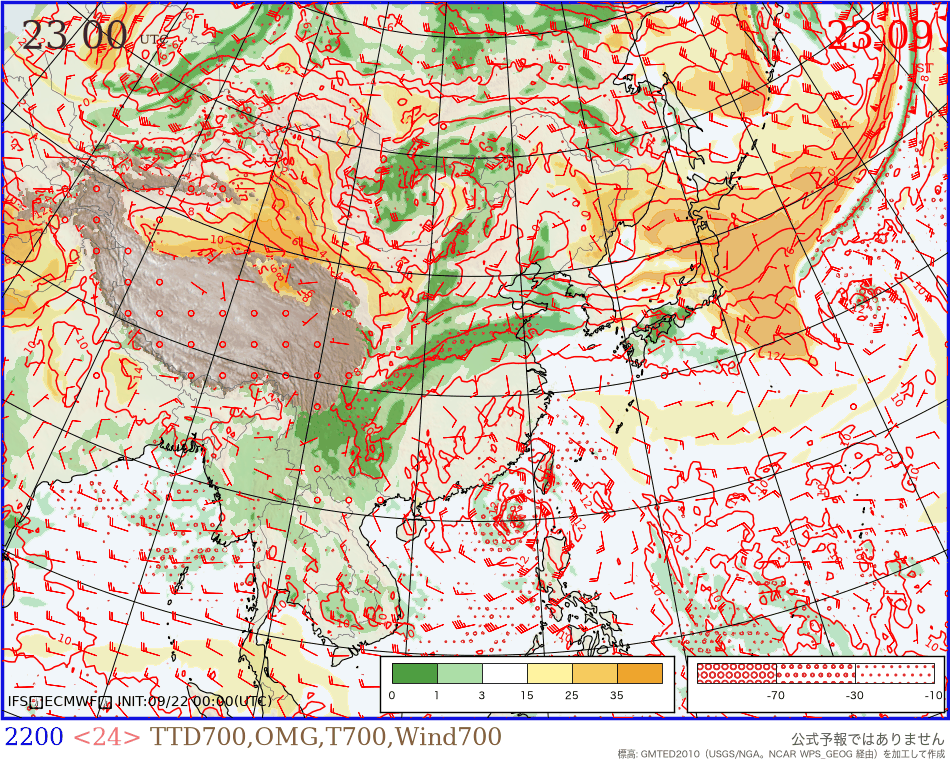 23 00 UTC
23 09 JST
0 1 3 15 25 35
-70 -30 -10
IFS□]ECMWF□] INIT:09/22 00:00(UTC)
2200 <24> TTD700,OMG,T700,Wind700
公式予報ではありません
標高: GMTED2010（USGS/NGA。NCAR WPS_GEOG 経由）を加工して作成